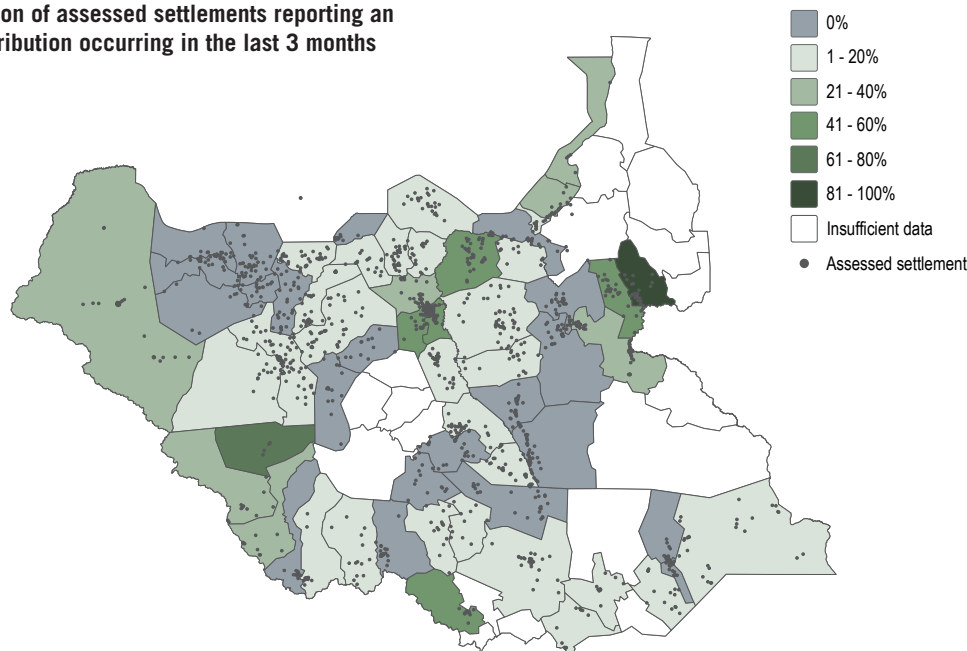 on of assessed settlements reporting an
ribution occurring in the last 3 months
0%
1 - 20%
21 - 40%
41 - 60%
61 - 80%
81 - 100%
Insufficient data
Assessed settlement